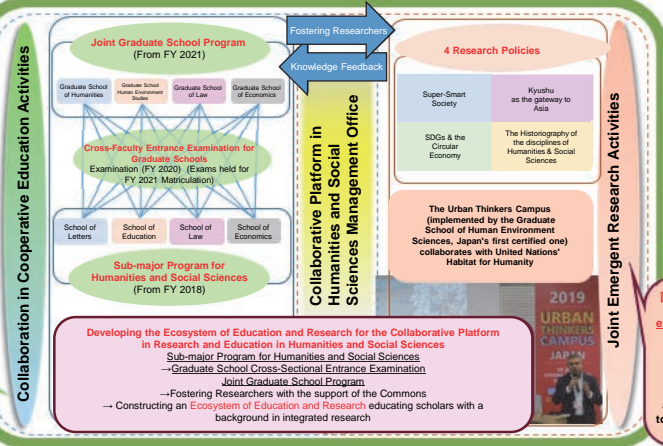 Collaboration in Cooperative Education Activities
Joint Graduate School Program
(From FY 2021)
Graduate School
of Humanities
Graduate School
Human Environment
Studies
Graduate School
of Law
Graduate School
of Economics
Cross-Faculty Entrance Examination for
Graduate Schools
Examination (FY 2020)  (Exams held for
FY 2021 Matriculation)
School of
Letters
School of
Education
School of
Law
School of
Economics
Sub-major Program for
Humanities and Social Sciences
(From FY 2018)
Fostering Researchers
Knowledge Feedback
Collaborative Platform in
Humanities and Social
Sciences Management Office
4 Research Policies
Super-Smart
Society
Kyushu
as the gateway to
Asia
SDGs & the
Circular
Economy
The Historiography of
the disciplines of
Humanities & Social
Sciences
The Urban Thinkers Campus
(implemented by the Graduate
School of Human Environment
Sciences, Japan's first certified one)
collaborates with United Nations'
Habitat for Humanity
Joint Emergent Research Activities
2019
URBAN
THINKERS
CAMPUS
JAPAN
Developing the Ecosystem of Education and Research for the Collaborative Platform
in Research and Education in Humanities and Social Sciences
Sub-major Program for Humanities and Social Sciences
→Graduate School Cross-Sectional Entrance Examination
Joint Graduate School Program
→Fostering Researchers with the support of the Commons
→ Constructing an Ecosystem of Education and Research educating scholars with a
background in integrated research
to